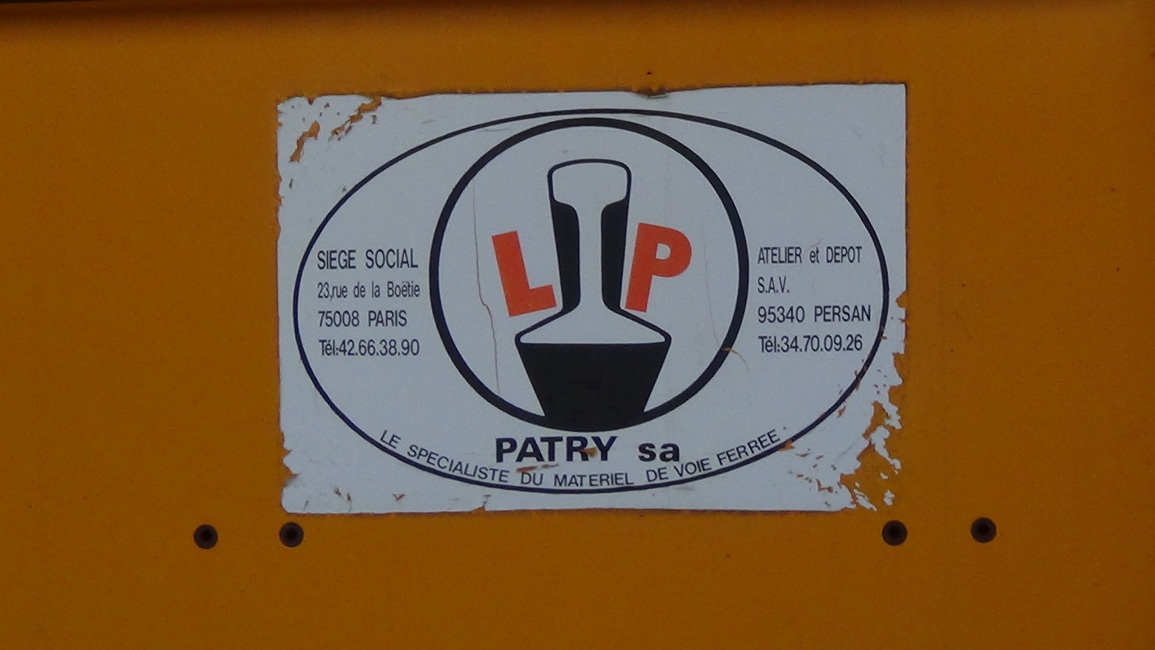 LP
SIEGE SOCIAL
23,rue de la Boëtie
75008 PARIS
Tél:42.66.38.90
ATELIER et DEPOT
S.A.V.
95340 PERSAN
Tél:34.70.09.26
PATRY sa
LE SPECIALISTE DU MATERIEL DE VOIE FERREE